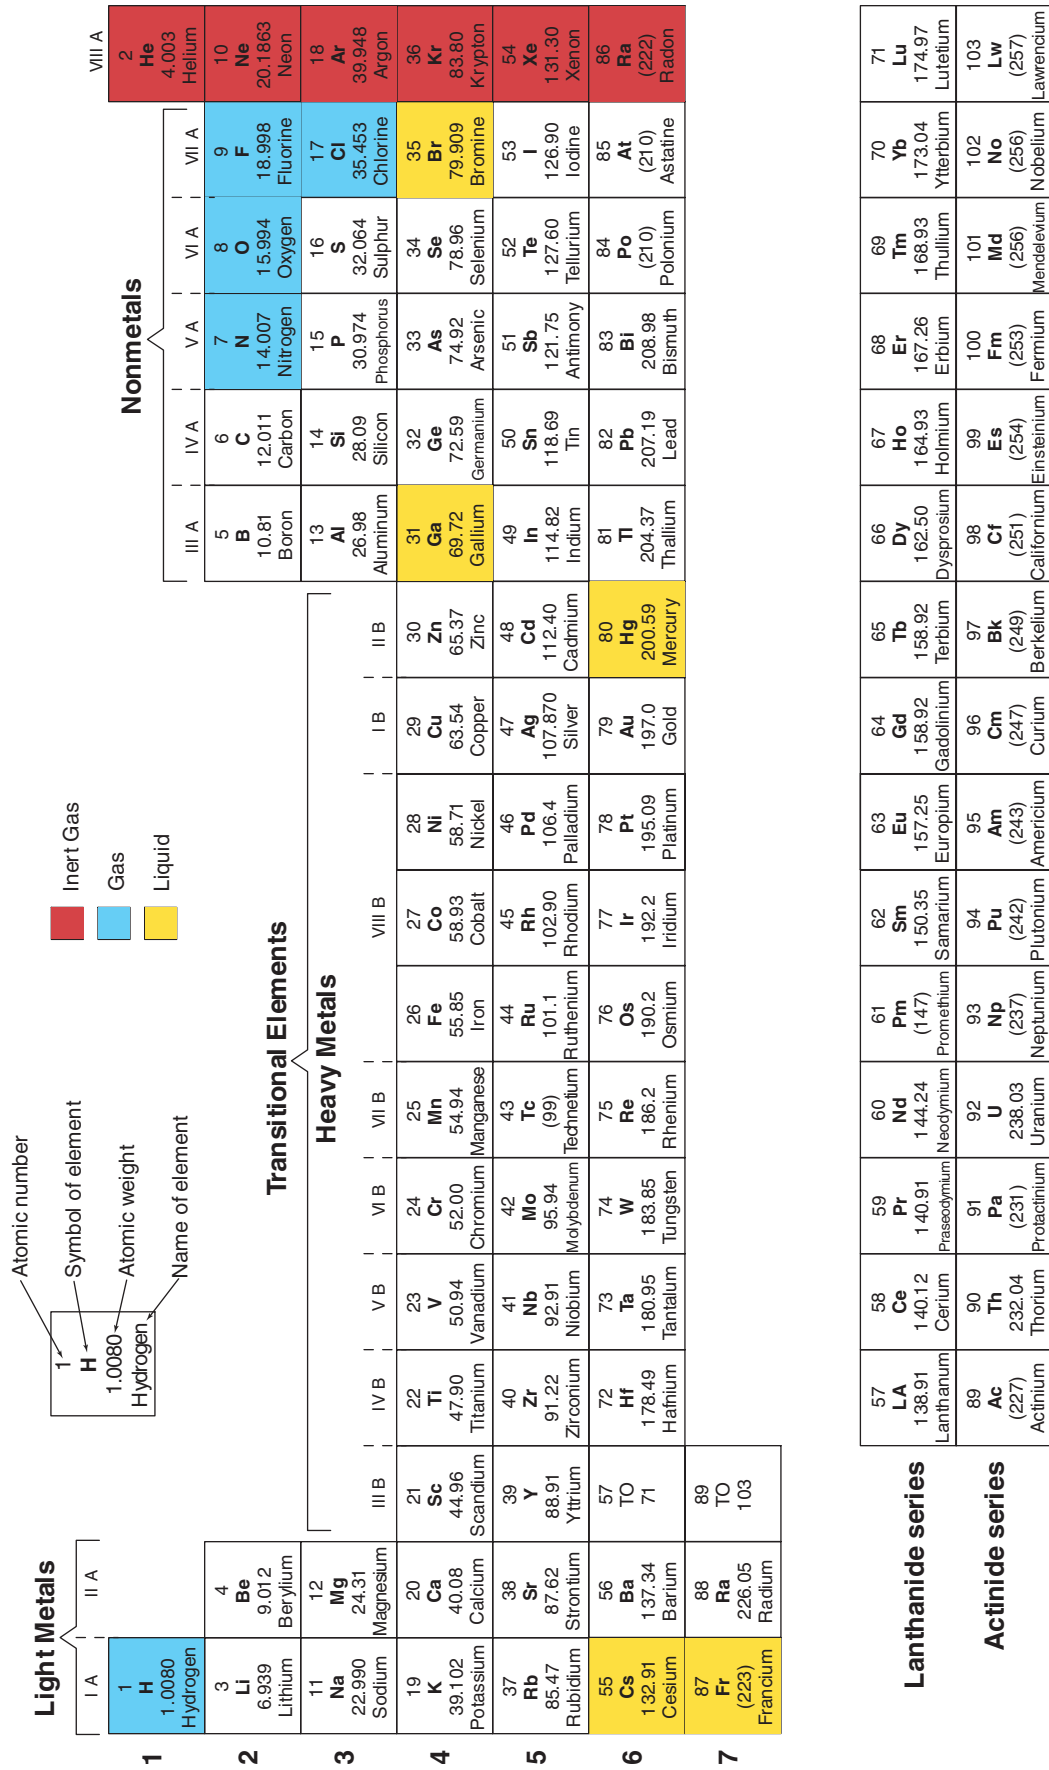 Atomic number
Symbol of element
Atomic weight
Name of element
1
H
1.0080
Hydrogen
Inert Gas
Gas
Liquid
Light Metals
Transitional Elements
Heavy Metals
Nonmetals
I A
II A
III B
IV B
V B
VI B
VII B
VIII B
I B
II B
III A
IV A
V A
VI A
VII A
VIII A
1
1
H
1.0080
Hydrogen
2
He
4.003
Helium
2
3
Li
6.939
Lithium
4
Be
9.012
Berylium
5
B
10.81
Boron
6
C
12.011
Carbon
7
N
14.007
Nitrogen
8
O
15.994
Oxygen
9
F
18.998
Fluorine
10
Ne
20.1863
Neon
3
11
Na
22.990
Sodium
12
Mg
24.31
Magnesium
13
Al
26.98
Aluminum
14
Si
28.09
Silicon
15
P
30.974
Phosphorus
16
S
32.064
Sulphur
17
Cl
35.453
Chlorine
18
Ar
39.948
Argon
4
19
K
39.102
Potassium
20
Ca
40.08
Calcium
21
Sc
44.96
Scandium
22
Ti
47.90
Titanium
23
V
50.94
Vanadium
24
Cr
52.00
Chromium
25
Mn
54.94
Manganese
26
Fe
55.85
Iron
27
Co
58.93
Cobalt
28
Ni
58.71
Nickel
29
Cu
63.54
Copper
30
Zn
65.37
Zinc
31
Ga
69.72
Gallium
32
Ge
72.59
Germanium
33
As
74.92
Arsenic
34
Se
78.96
Selenium
35
Br
79.909
Bromine
36
Kr
83.80
Krypton
5
37
Rb
85.47
Rubidium
38
Sr
87.62
Strontium
39
Y
88.91
Yttrium
40
Zr
91.22
Zirconium
41
Nb
92.91
Niobium
42
Mo
95.94
Molybdenum
43
Tc
(99)
Technetium
44
Ru
101.1
Ruthenium
45
Rh
102.90
Rhodium
46
Pd
106.4
Palladium
47
Ag
107.870
Silver
48
Cd
112.40
Cadmium
49
In
114.82
Indium
50
Sn
118.69
Tin
51
Sb
121.75
Antimony
52
Te
127.60
Tellurium
53
I
126.90
Iodine
54
Xe
131.30
Xenon
6
55
Cs
132.91
Cesium
56
Ba
137.34
Barium
57
TO
71
72
Hf
178.49
Hafnium
73
Ta
180.95
Tantalum
74
W
183.85
Tungsten
75
Re
186.2
Rhenium
76
Os
190.2
Osmium
77
Ir
192.2
Iridium
78
Pt
195.09
Platinum
79
Au
197.0
Gold
80
Hg
200.59
Mercury
81
Tl
204.37
Thallium
82
Pb
207.19
Lead
83
Bi
208.98
Bismuth
84
Po
(210)
Polonium
85
At
(210)
Astatine
86
Ra
(222)
Radon
7
87
Fr
(223)
Francium
88
Ra
226.05
Radium
89
TO
103
Lanthanide series
57
LA
138.91
Lanthanum
58
Ce
140.12
Cerium
59
Pr
140.91
Praseodymium
60
Nd
144.24
Neodymium
61
Pm
(147)
Promethium
62
Sm
150.35
Samarium
63
Eu
157.25
Europium
64
Gd
158.92
Gadolinium
65
Tb
158.92
Terbium
66
Dy
162.50
Dysprosium
67
Ho
164.93
Holmium
68
Er
167.26
Erbium
69
Tm
168.93
Thullium
70
Yb
173.04
Ytterbium
71
Lu
174.97
Lutetium
Actinide series
89
Ac
(227)
Actinium
90
Th
232.04
Thorium
91
Pa
(231)
Protactinium
92
U
238.03
Uranium
93
Np
(237)
Neptunium
94
Pu
(242)
Plutonium
95
Am
(243)
Americium
96
Cm
(247)
Curium
97
Bk
(249)
Berkelium
98
Cf
(251)
Californium
99
Es
(254)
Einsteinium
100
Fm
(253)
Fermium
101
Md
(256)
Mendelevium
102
No
(256)
Nobelium
103
Lw
(257)
Lawrencium